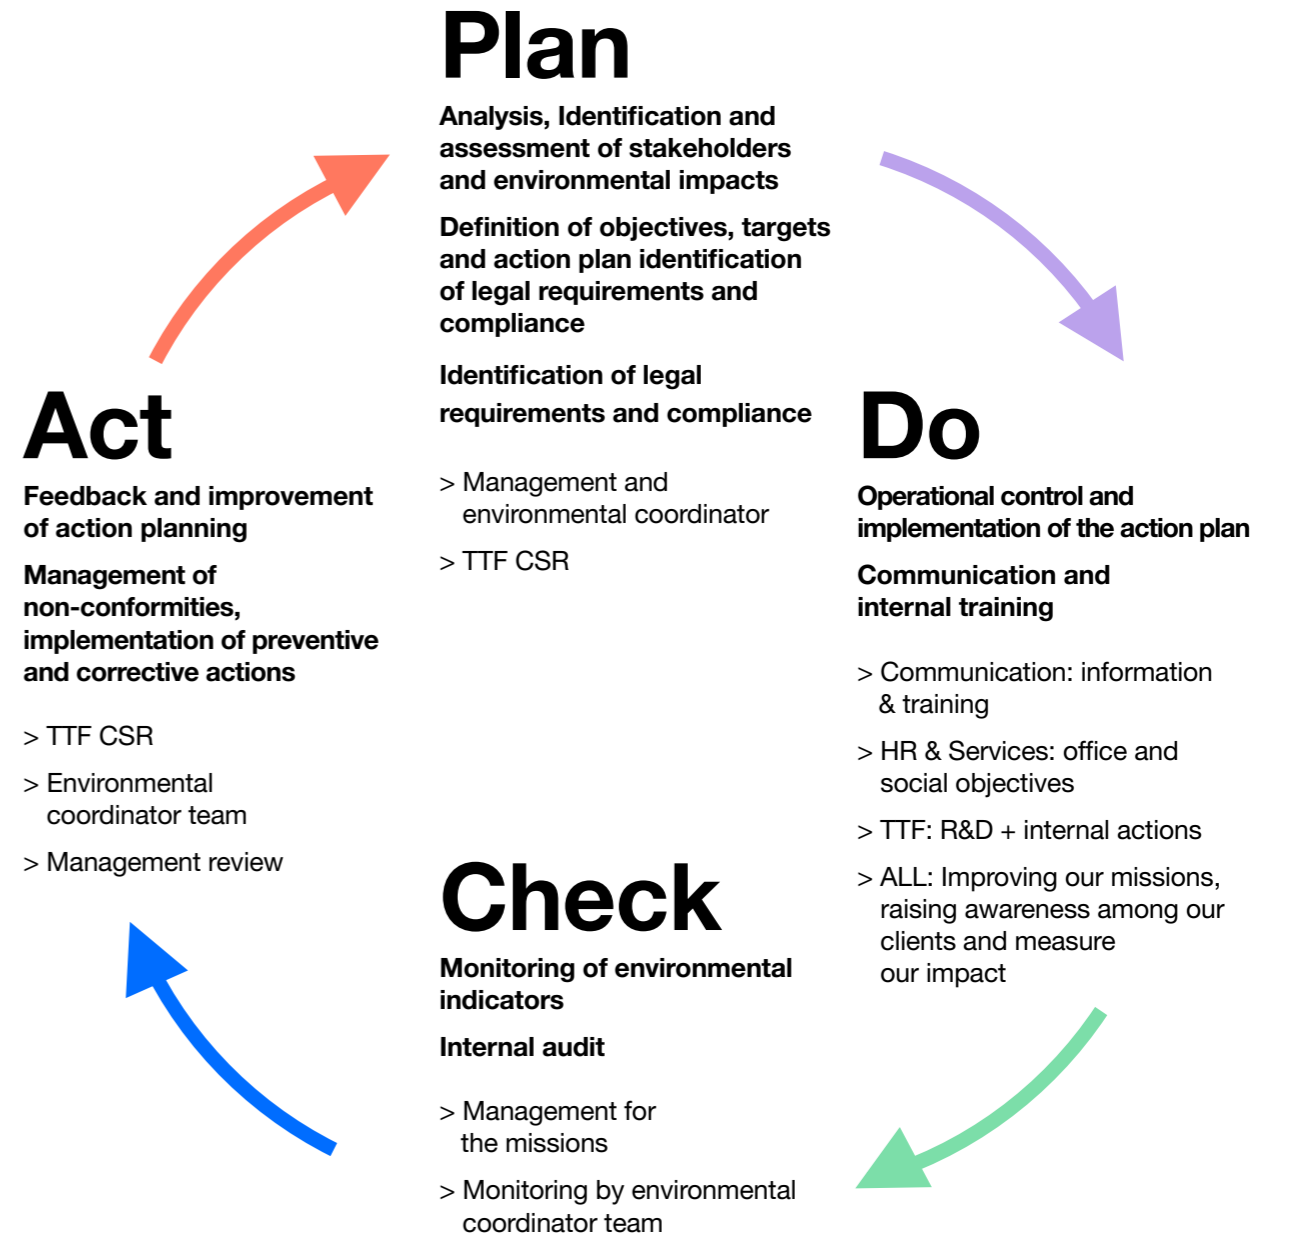 Plan
Analysis, Identification and
assessment of stakeholders
and environmental impacts
Definition of objectives, targets
and action plan identification
of legal requirements and
compliance
Identification of legal
requirements and compliance
> Management and
environmental coordinator
> TTF CSR
Do
Operational control and
implementation of the action plan
Communication and
internal training
> Communication: information
& training
> HR & Services: office and
social objectives
> TTF: R&D + internal actions
> ALL: Improving our missions,
raising awareness among our
clients and measure
our impact
Check
Monitoring of environmental
indicators
Internal audit
> Management for
the missions
> Monitoring by environmental
coordinator team
Act
Feedback and improvement
of action planning
Management of
non-conformities,
implementation of preventive
and corrective actions
> TTF CSR
> Environmental
coordinator team
> Management review